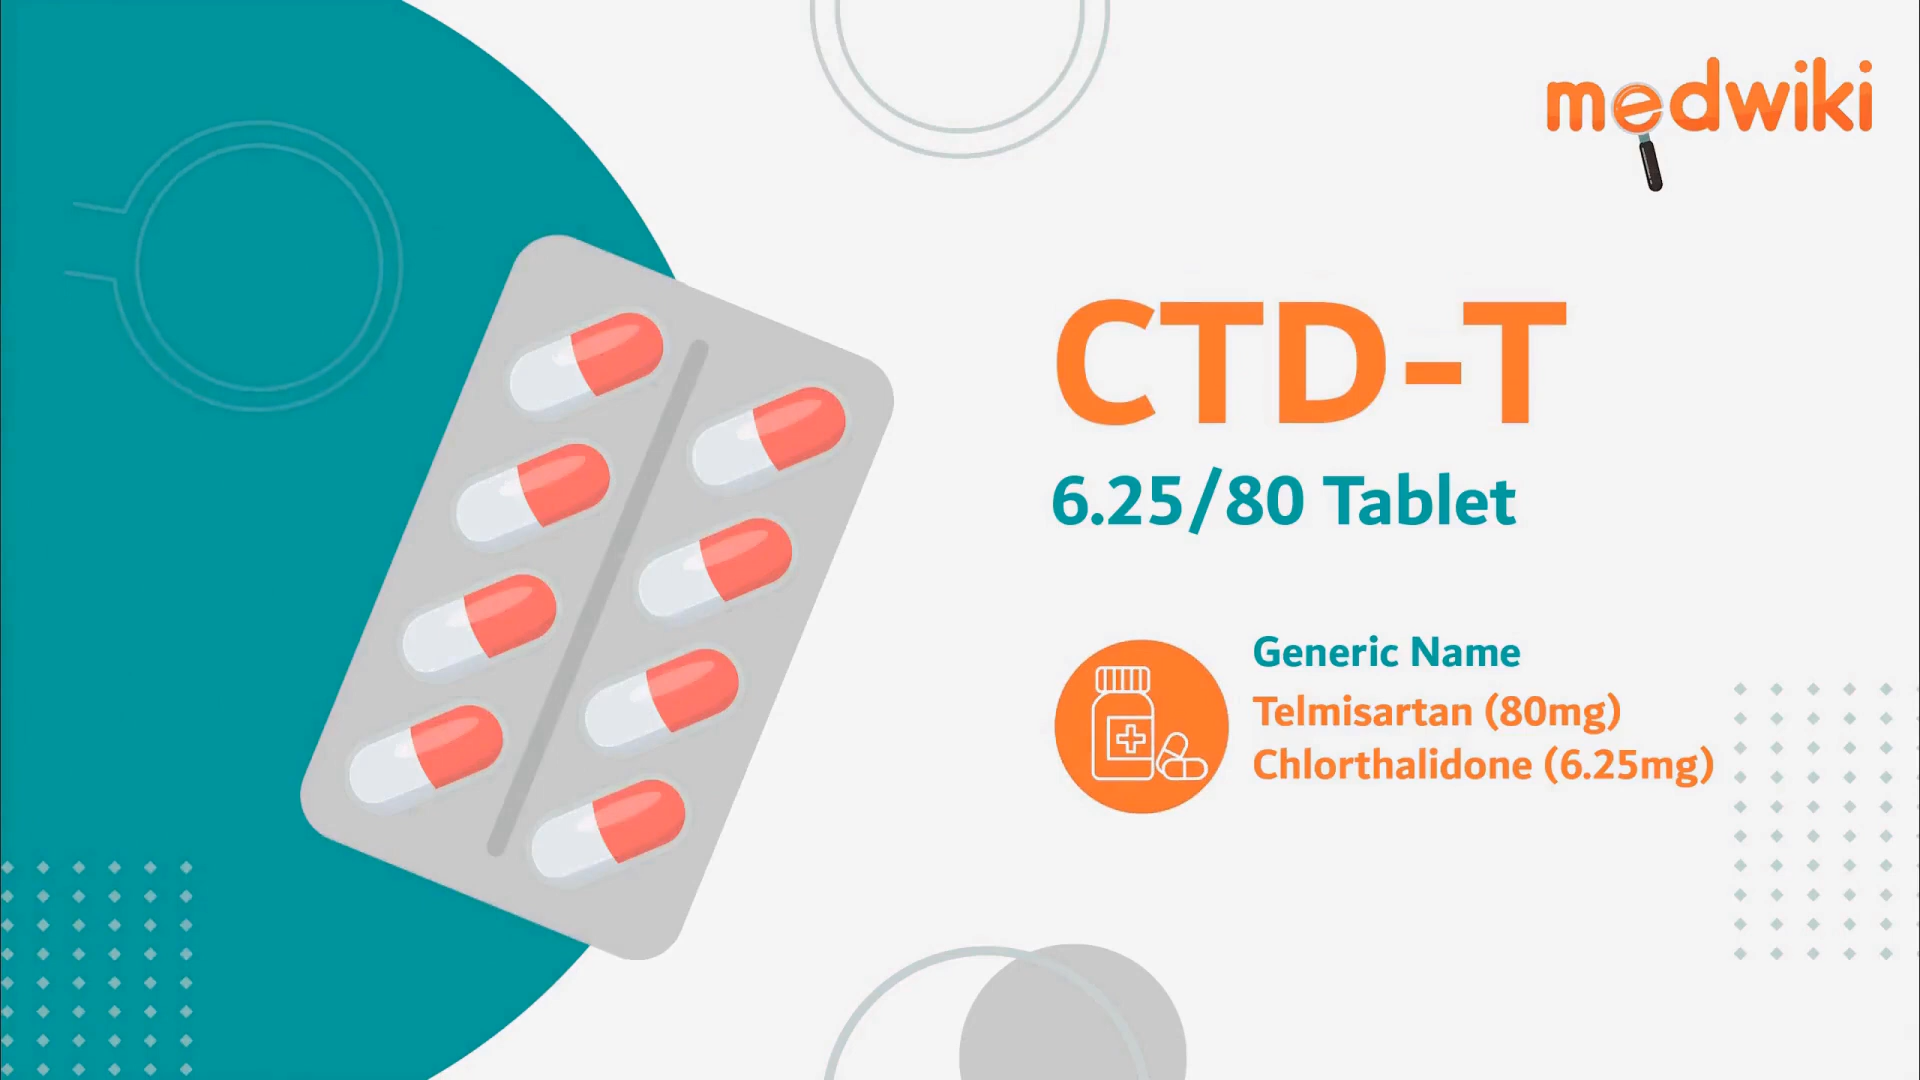 medwiki
CTD-T
6.25/80 Tablet
Generic Name
Telmisartan (80mg)
Chlorthalidone (6.25mg)